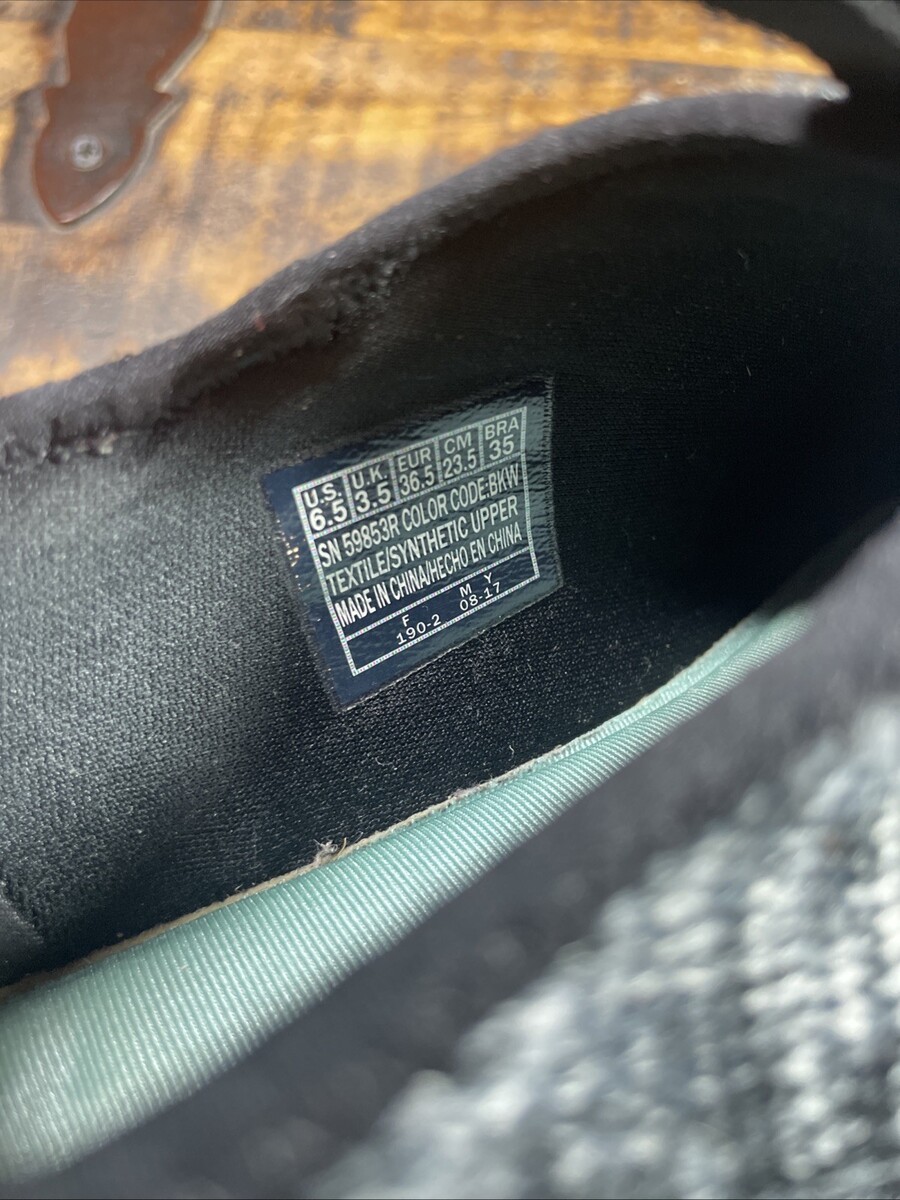 U.S. U.K. EUR CM BRA
6.5 3.5 36.5 23.5 35
SN 59853R COLOR CODE:BKW
TEXTILE/SYNTHETIC UPPER
MADE IN CHINA/HECHO EN CHINA
F M Y
190-2 08-17